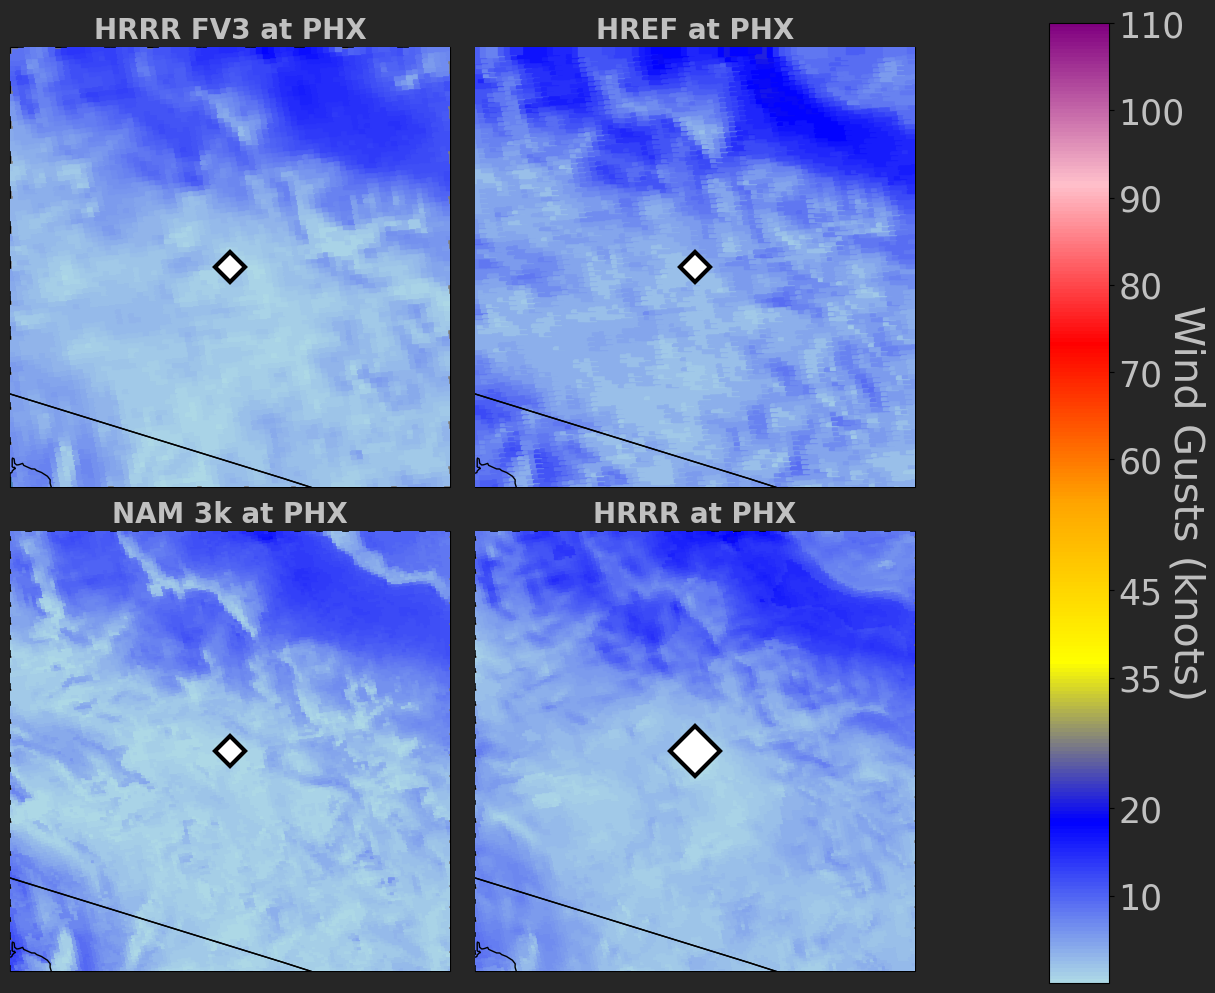 HRRR FV3 at PHX
HREF at PHX
NAM 3k at PHX
HRRR at PHX
110
100
90
80
70
60
45
35
20
10
Wind Gusts (knots)